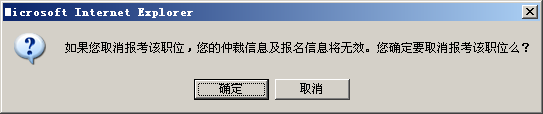 Microsoft Internet Explorer
如果您取消报考该职位，您的仲裁信息及报名信息将无效。您确定要取消报考该职位么？
确定
取消